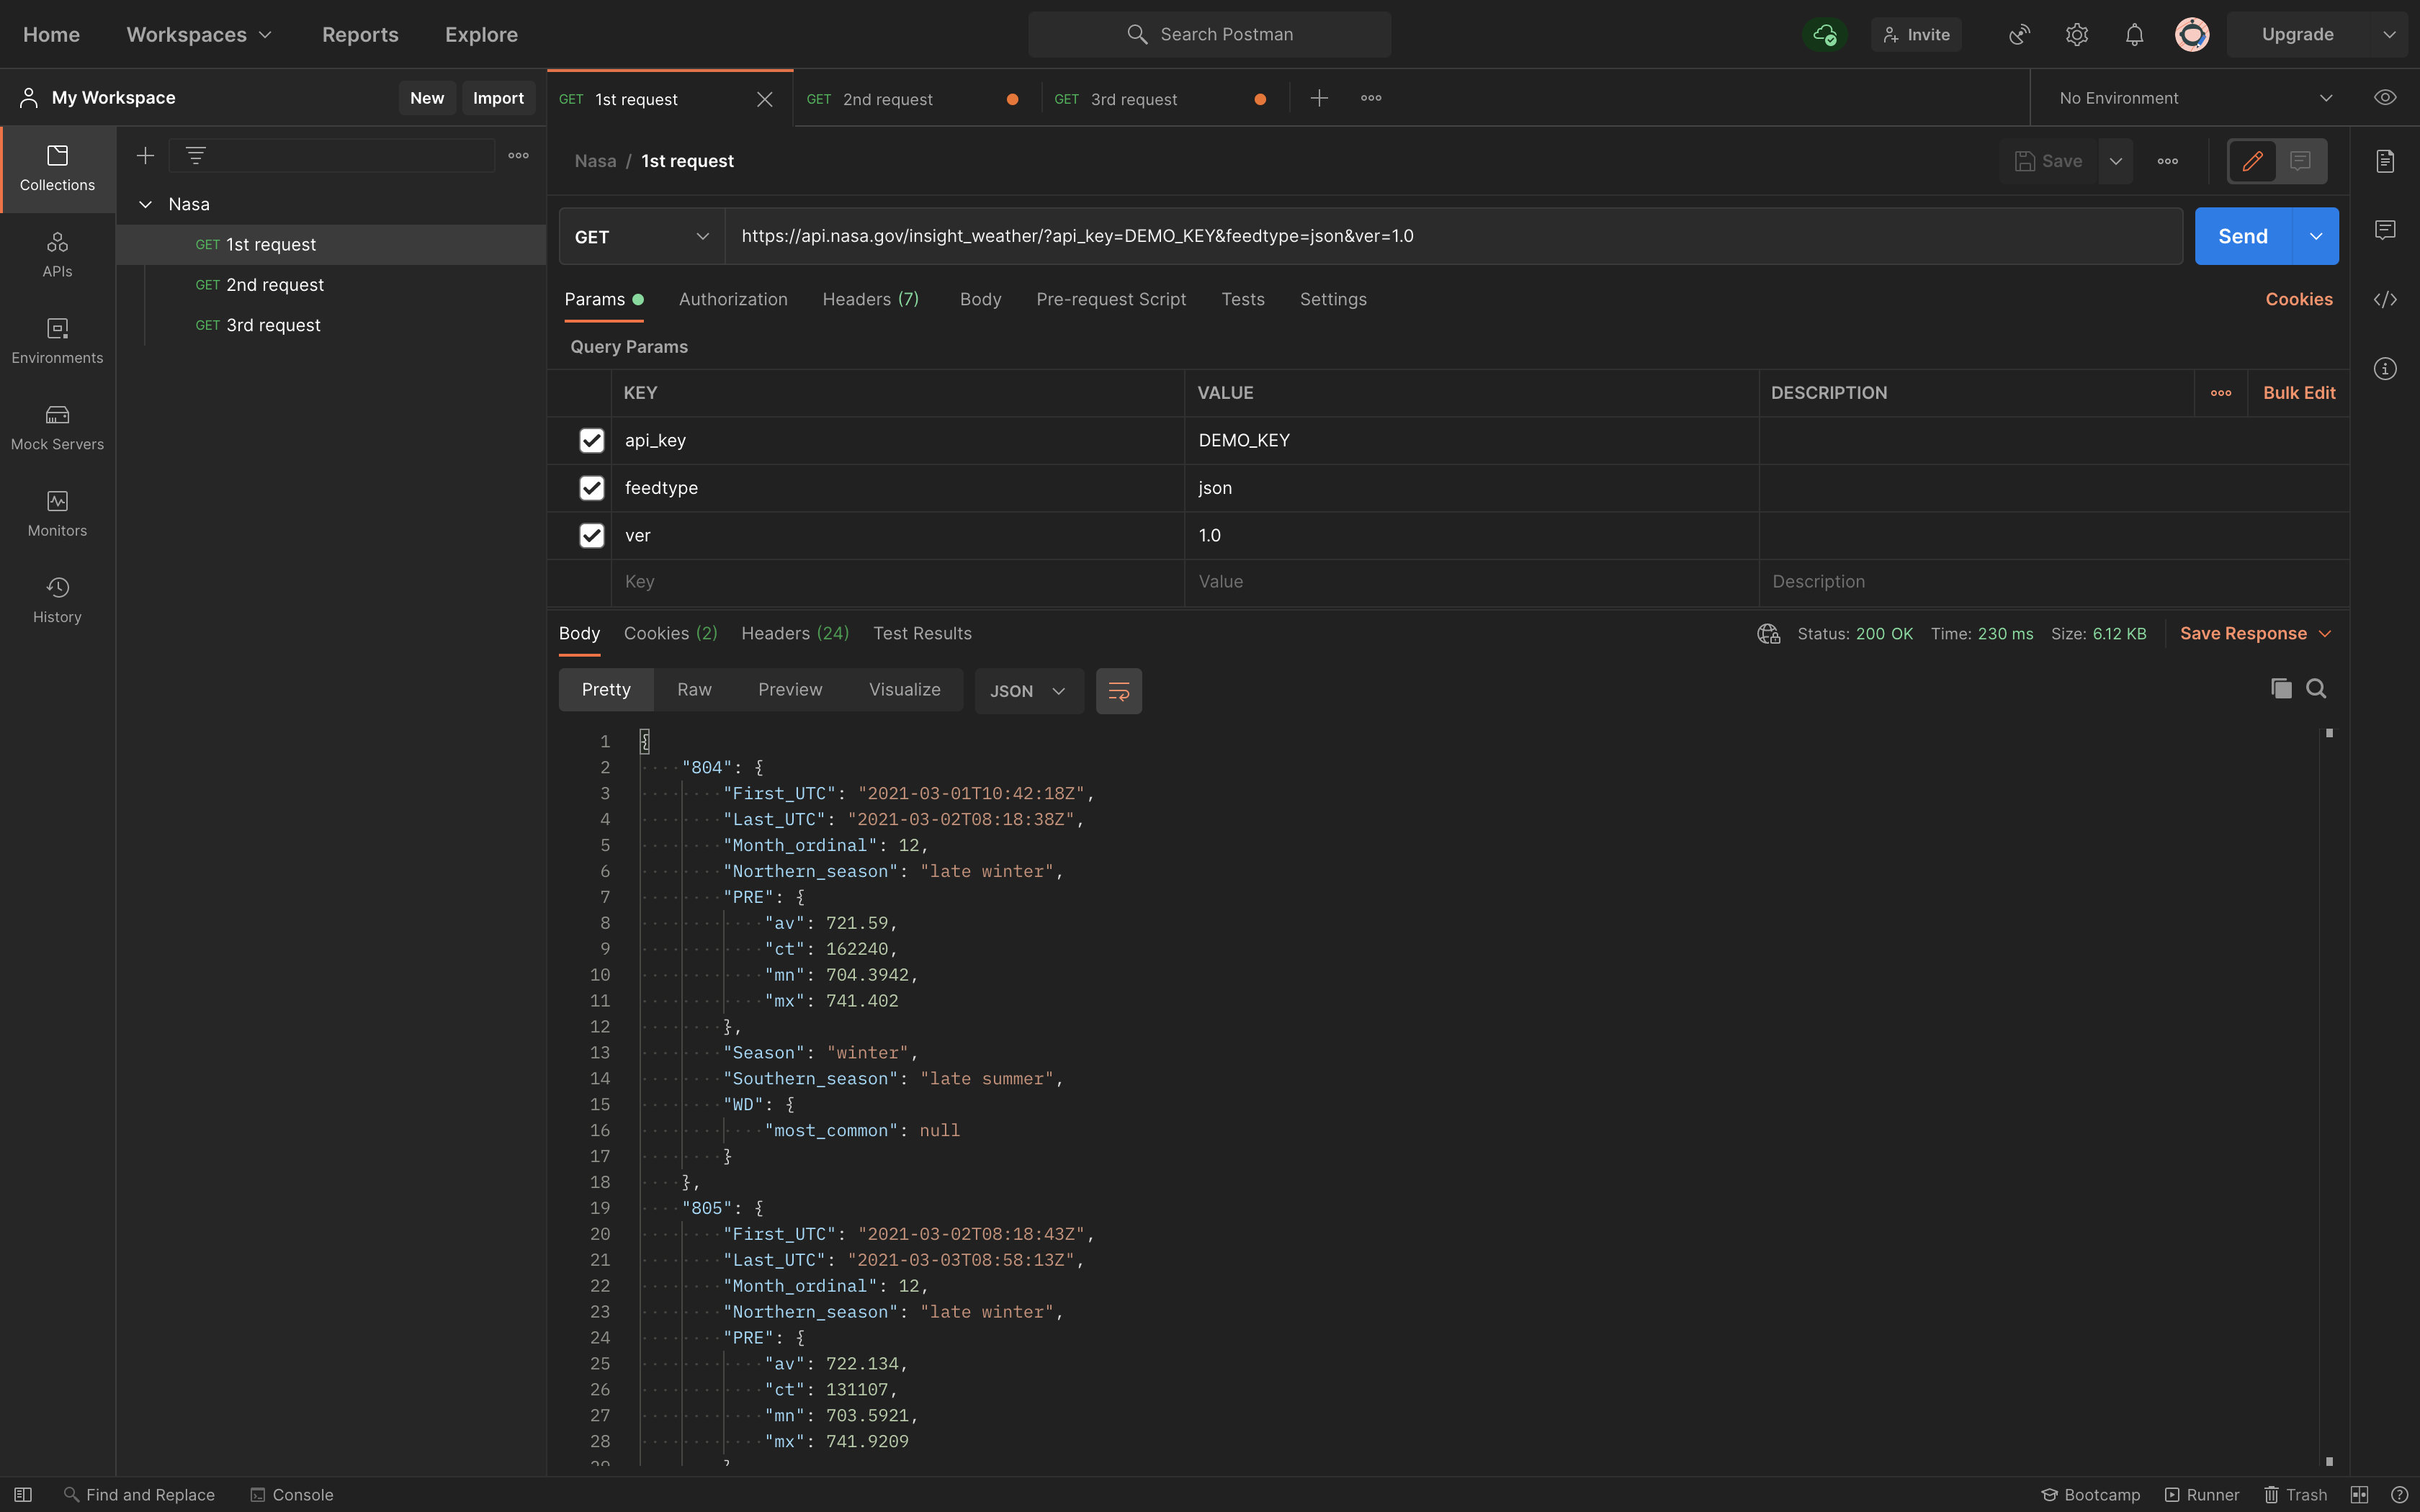 Home Workspaces Reports Explore Search Postman Invite Upgrade
My Workspace New Import GET 1st request GET 2nd request GET 3rd request No Environment
Collections
APIs
Environments
Mock Servers
Monitors
History
Nasa
GET 1st request
GET 2nd request
GET 3rd request
Nasa / 1st request Save
GET https://api.nasa.gov/insight_weather/?api_key=DEMO_KEY&feedtype=json&ver=1.0 Send
Params Authorization Headers (7) Body Pre-request Script Tests Settings Cookies
Query Params
KEY VALUE DESCRIPTION Bulk Edit
api_key DEMO_KEY
feedtype json
ver 1.0
Key Value Description
Body Cookies (2) Headers (24) Test Results Status: 200 OK Time: 230 ms Size: 6.12 KB Save Response
Pretty Raw Preview Visualize JSON
1 {
2 "804": {
3 "First_UTC": "2021-03-01T10:42:18Z",
4 "Last_UTC": "2021-03-02T08:18:38Z",
5 "Month_ordinal": 12,
6 "Northern_season": "late winter",
7 "PRE": {
8 "av": 721.59,
9 "ct": 162240,
10 "mn": 704.3942,
11 "mx": 741.402
12 },
13 "Season": "winter",
14 "Southern_season": "late summer",
15 "WD": {
16 "most_common": null
17 }
18 },
19 "805": {
20 "First_UTC": "2021-03-02T08:18:43Z",
21 "Last_UTC": "2021-03-03T08:58:13Z",
22 "Month_ordinal": 12,
23 "Northern_season": "late winter",
24 "PRE": {
25 "av": 722.134,
26 "ct": 131107,
27 "mn": 703.5921,
28 "mx": 741.9209
Find and Replace Console Bootcamp Runner Trash